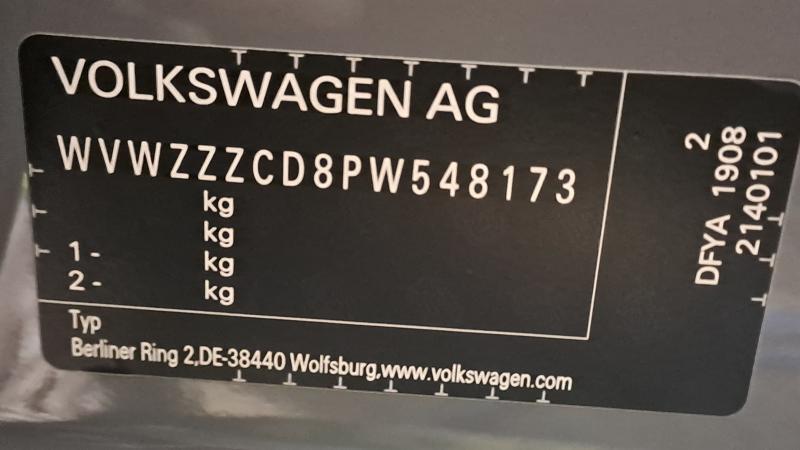 VOLKSWAGEN AG
WVWZZZCD8PW548173
kg
kg
1- kg
2- kg
Typ
Berliner Ring 2,DE-38440 Wolfsburg,www.volkswagen.com
2
DFYA 1908
2140101